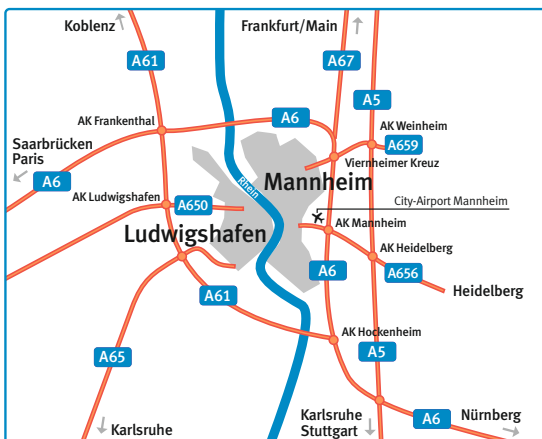 Koblenz
Frankfurt/Main
A61
A67
A5
A6
AK Frankenthal
AK Weinheim
A659
Saarbrücken
Paris
Viernheimer Kreuz
A6
Rhein
Mannheim
AK Ludwigshafen
A650
City-Airport Mannheim
AK Mannheim
Ludwigshafen
AK Heidelberg
A6
A656
Heidelberg
A61
AK Hockenheim
A65
A5
Karlsruhe
Karlsruhe
Stuttgart
A6
Nürnberg